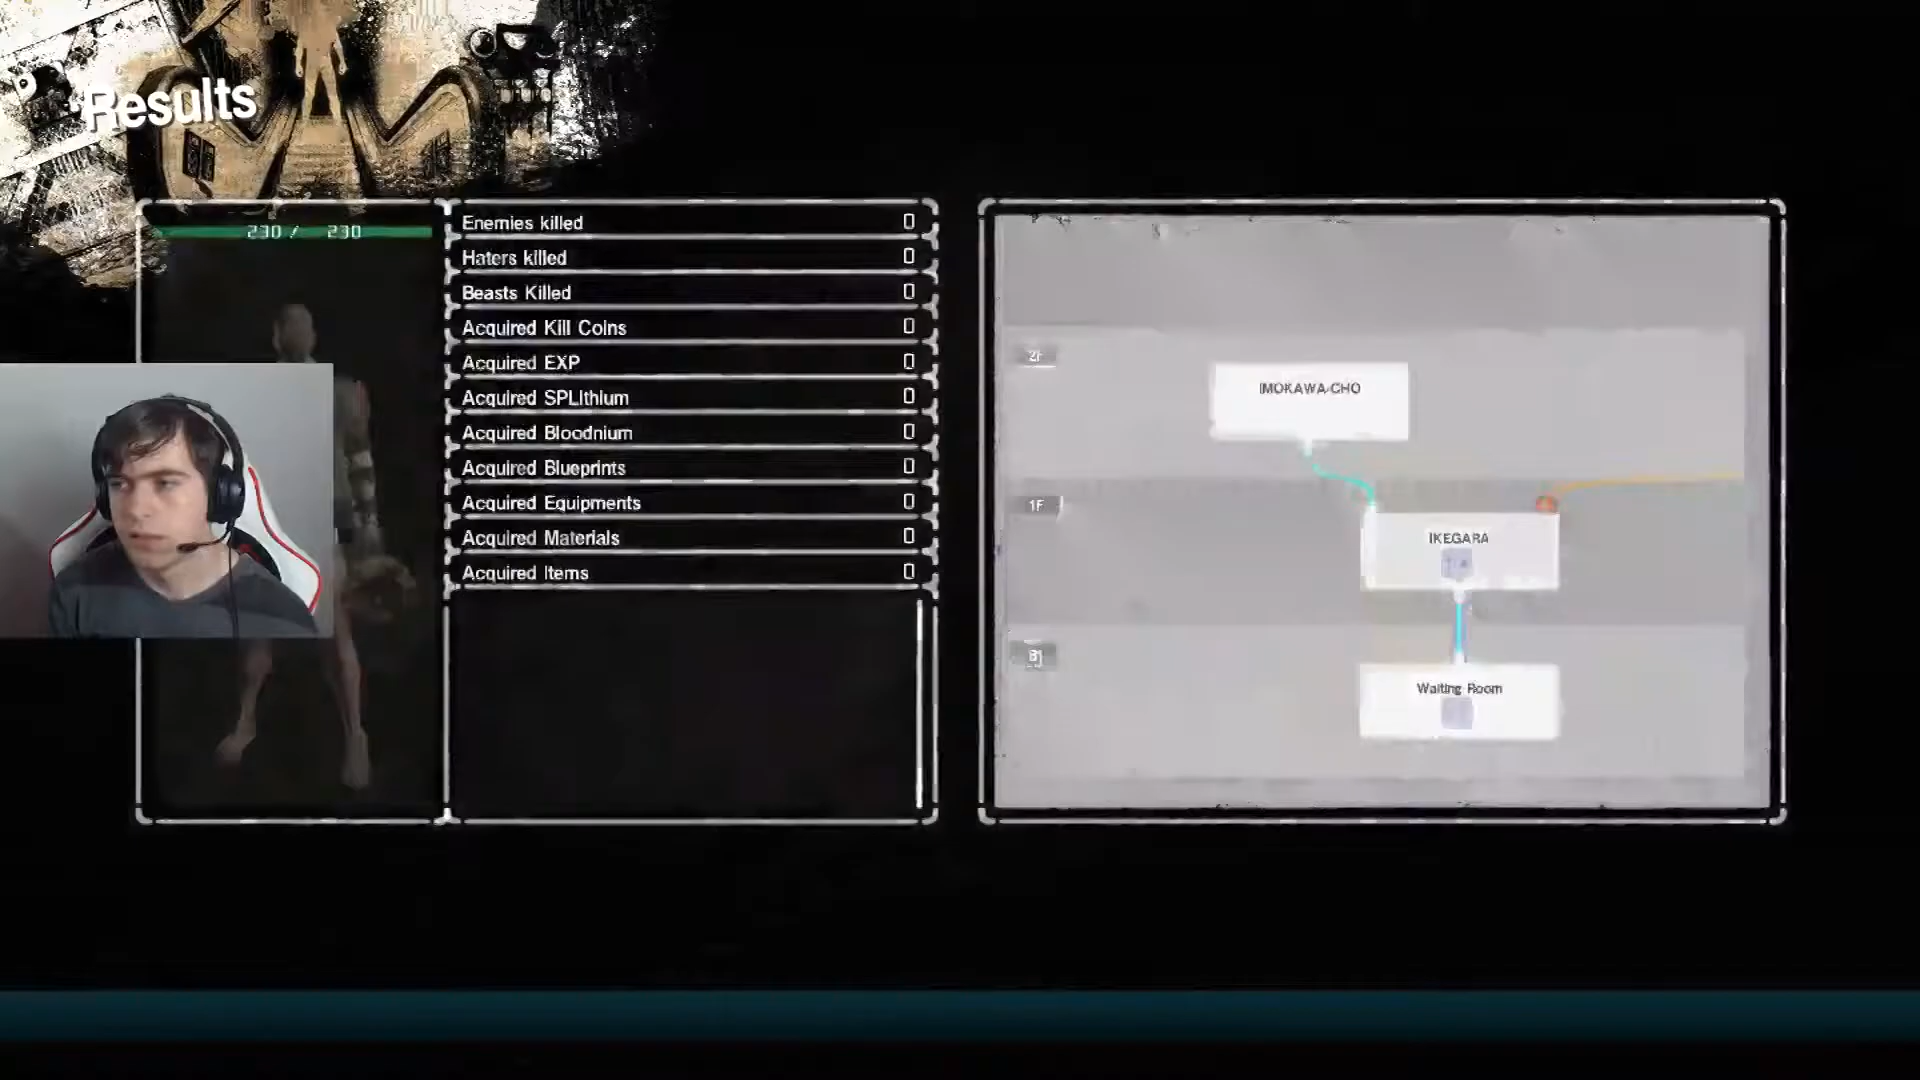 Results
230 / 230
Enemies killed 0
Haters killed 0
Beasts Killed 0
Acquired Kill Coins 0
Acquired EXP 0
Acquired SPLithium 0
Acquired Bloodnium 0
Acquired Blueprints 0
Acquired Equipments 0
Acquired Materials 0
Acquired Items 0
2F
IMOKAWA-CHO
1F
IKEGARA
Waiting Room